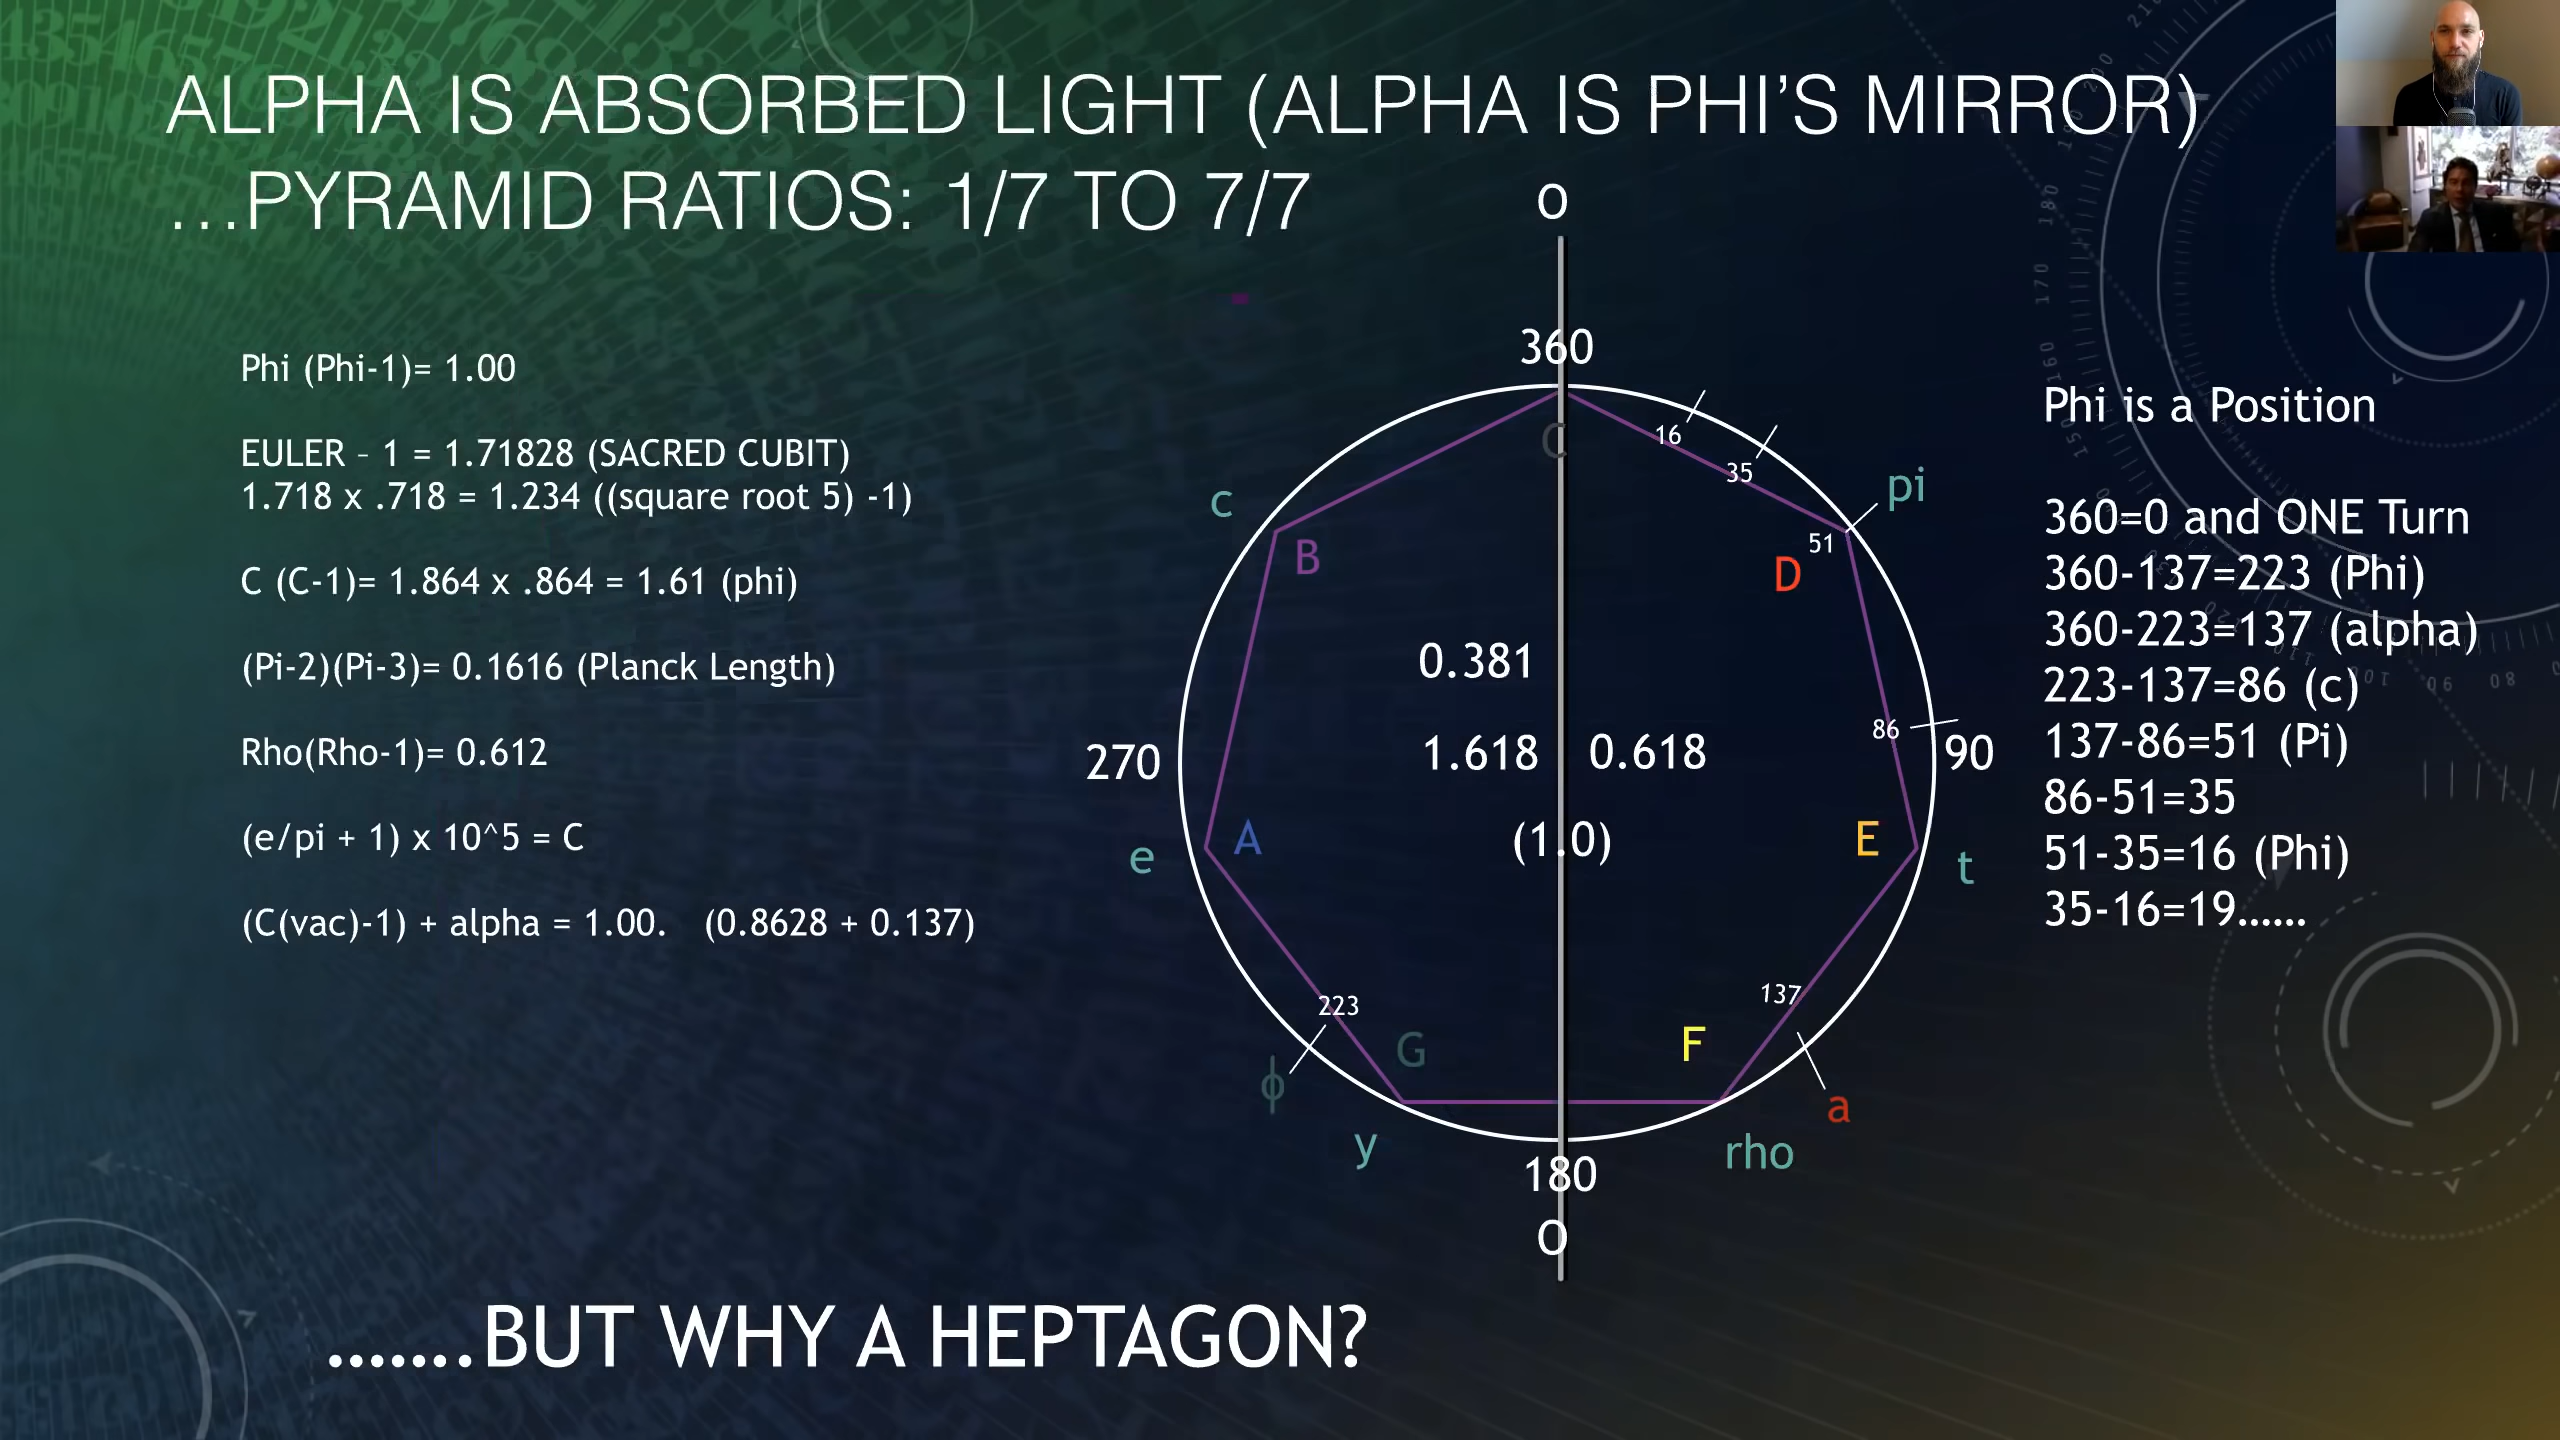 ALPHA IS ABSORBED LIGHT (ALPHA IS PHI'S MIRROR)
...PYRAMID RATIOS: 1/7 TO 7/7
Phi (Phi-1)= 1.00
EULER – 1 = 1.71828 (SACRED CUBIT)
1.718 x .718 = 1.234 ((square root 5) -1)
C (C-1)= 1.864 x .864 = 1.61 (phi)
(Pi-2)(Pi-3)= 0.1616 (Planck Length)
Rho(Rho-1)= 0.612
(e/pi + 1) x 10^5 = C
(C(vac)-1) + alpha = 1.00. (0.8628 + 0.137)
O
360
C
16
35
pi
c
B
51
D
0.381
86
1.618
0.618
270
90
(1.0)
e
A
E
t
223
137
G
F
ϕ
a
y
rho
180
O
Phi is a Position
360=0 and ONE Turn
360-137=223 (Phi)
360-223=137 (alpha)
223-137=86 (c)
137-86=51 (Pi)
86-51=35
51-35=16 (Phi)
35-16=19......
.......BUT WHY A HEPTAGON?